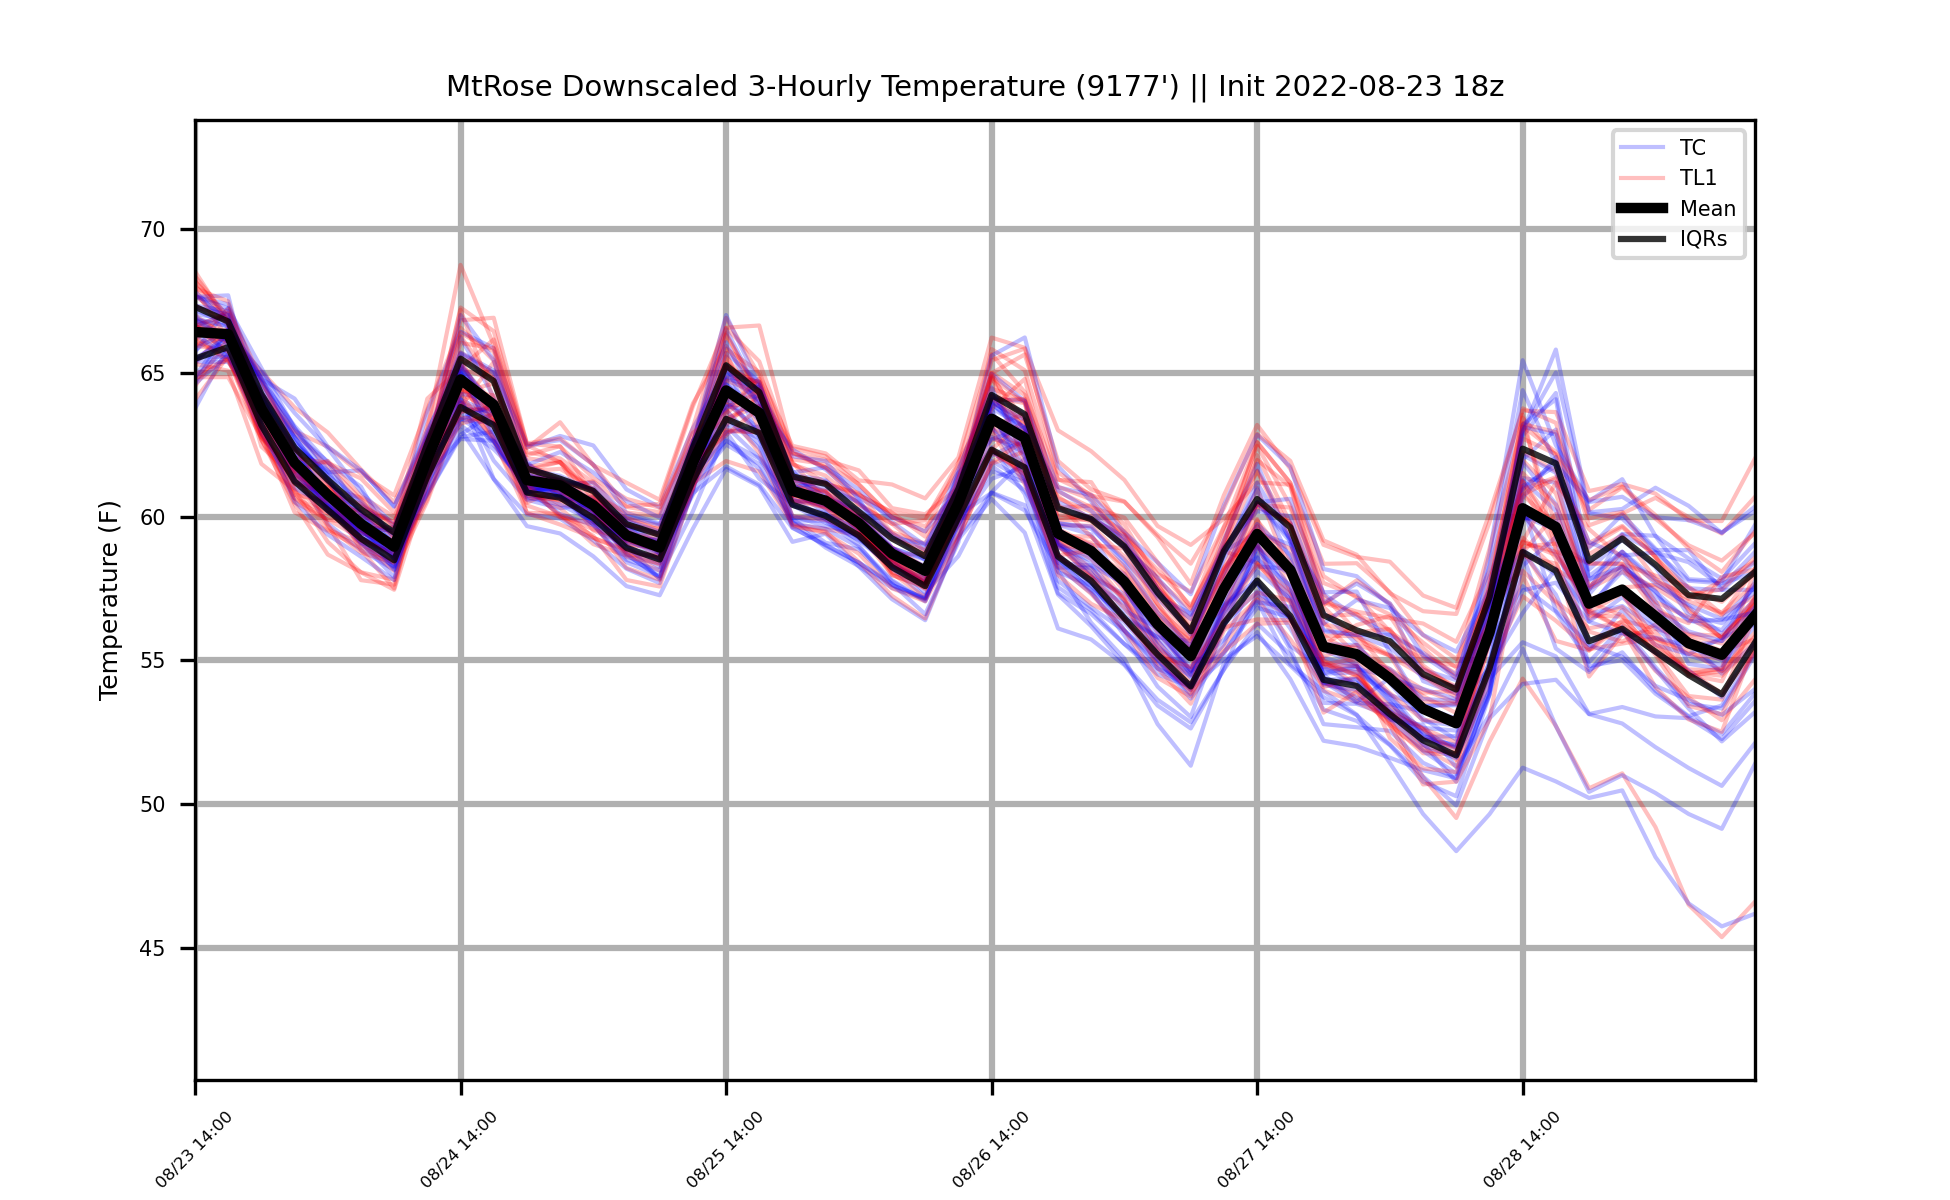 MtRose Downscaled 3-Hourly Temperature (9177') || Init 2022-08-23 18z
TC
TL1
Mean
IQRs
Temperature (F)
70
65
60
55
50
45
08/23 14:00
08/24 14:00
08/25 14:00
08/26 14:00
08/27 14:00
08/28 14:00